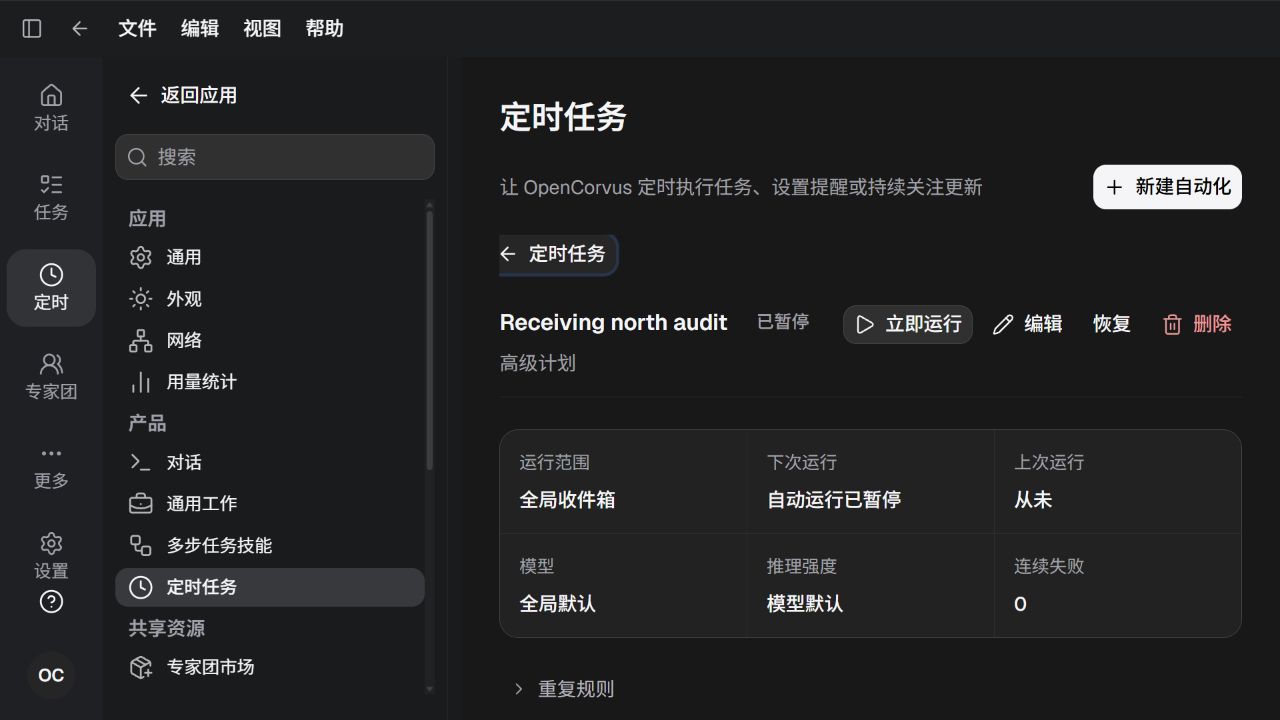 文件 编辑 视图 帮助
对话
任务
定时
专家团
更多
设置
OC
返回应用
搜索
应用
通用
外观
网络
用量统计
产品
对话
通用工作
多步任务技能
定时任务
共享资源
专家团市场
定时任务
让 OpenCorvus 定时执行任务、设置提醒或持续关注更新
新建自动化
定时任务
Receiving north audit 已暂停 立即运行 编辑 恢复 删除
高级计划
运行范围 下次运行 上次运行
全局收件箱 自动运行已暂停 从未
模型 推理强度 连续失败
全局默认 模型默认 0
重复规则